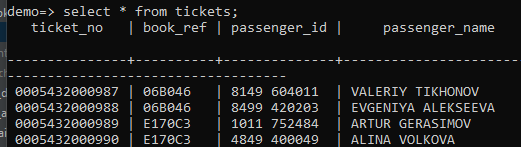 demo=> select * from tickets;
ticket_no | book_ref | passenger_id | passenger_name
---------------+----------+--------------+----------------------
---------------------------------
0005432000987 | 06B046 | 8149 604011 | VALERIY TIKHONOV
0005432000988 | 06B046 | 8499 420203 | EVGENIYA ALEKSEEVA
0005432000989 | E170C3 | 1011 752484 | ARTUR GERASIMOV
0005432000990 | E170C3 | 4849 400049 | ALINA VOLKOVA